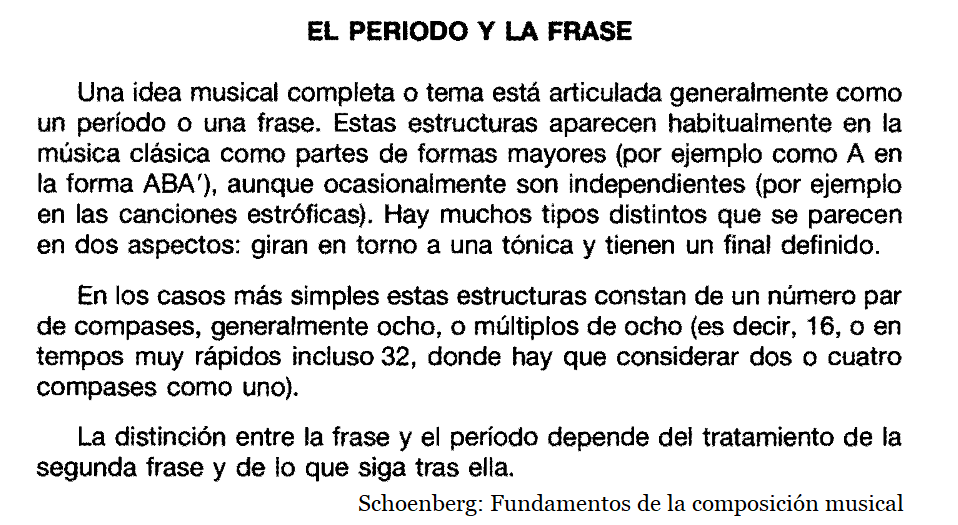 EL PERIODO Y LA FRASE
Una idea musical completa o tema está articulada generalmente como
un período o una frase. Estas estructuras aparecen habitualmente en la
música clásica como partes de formas mayores (por ejemplo como A en
la forma ABA'), aunque ocasionalmente son independientes (por ejemplo
en las canciones estróficas). Hay muchos tipos distintos que se parecen
en dos aspectos: giran en torno a una tónica y tienen un final definido.
En los casos más simples estas estructuras constan de un número par
de compases, generalmente ocho, o múltiplos de ocho (es decir, 16, o en
tempos muy rápidos incluso 32, donde hay que considerar dos o cuatro
compases como uno).
La distinción entre la frase y el período depende del tratamiento de la
segunda frase y de lo que siga tras ella.
Schoenberg: Fundamentos de la composición musical